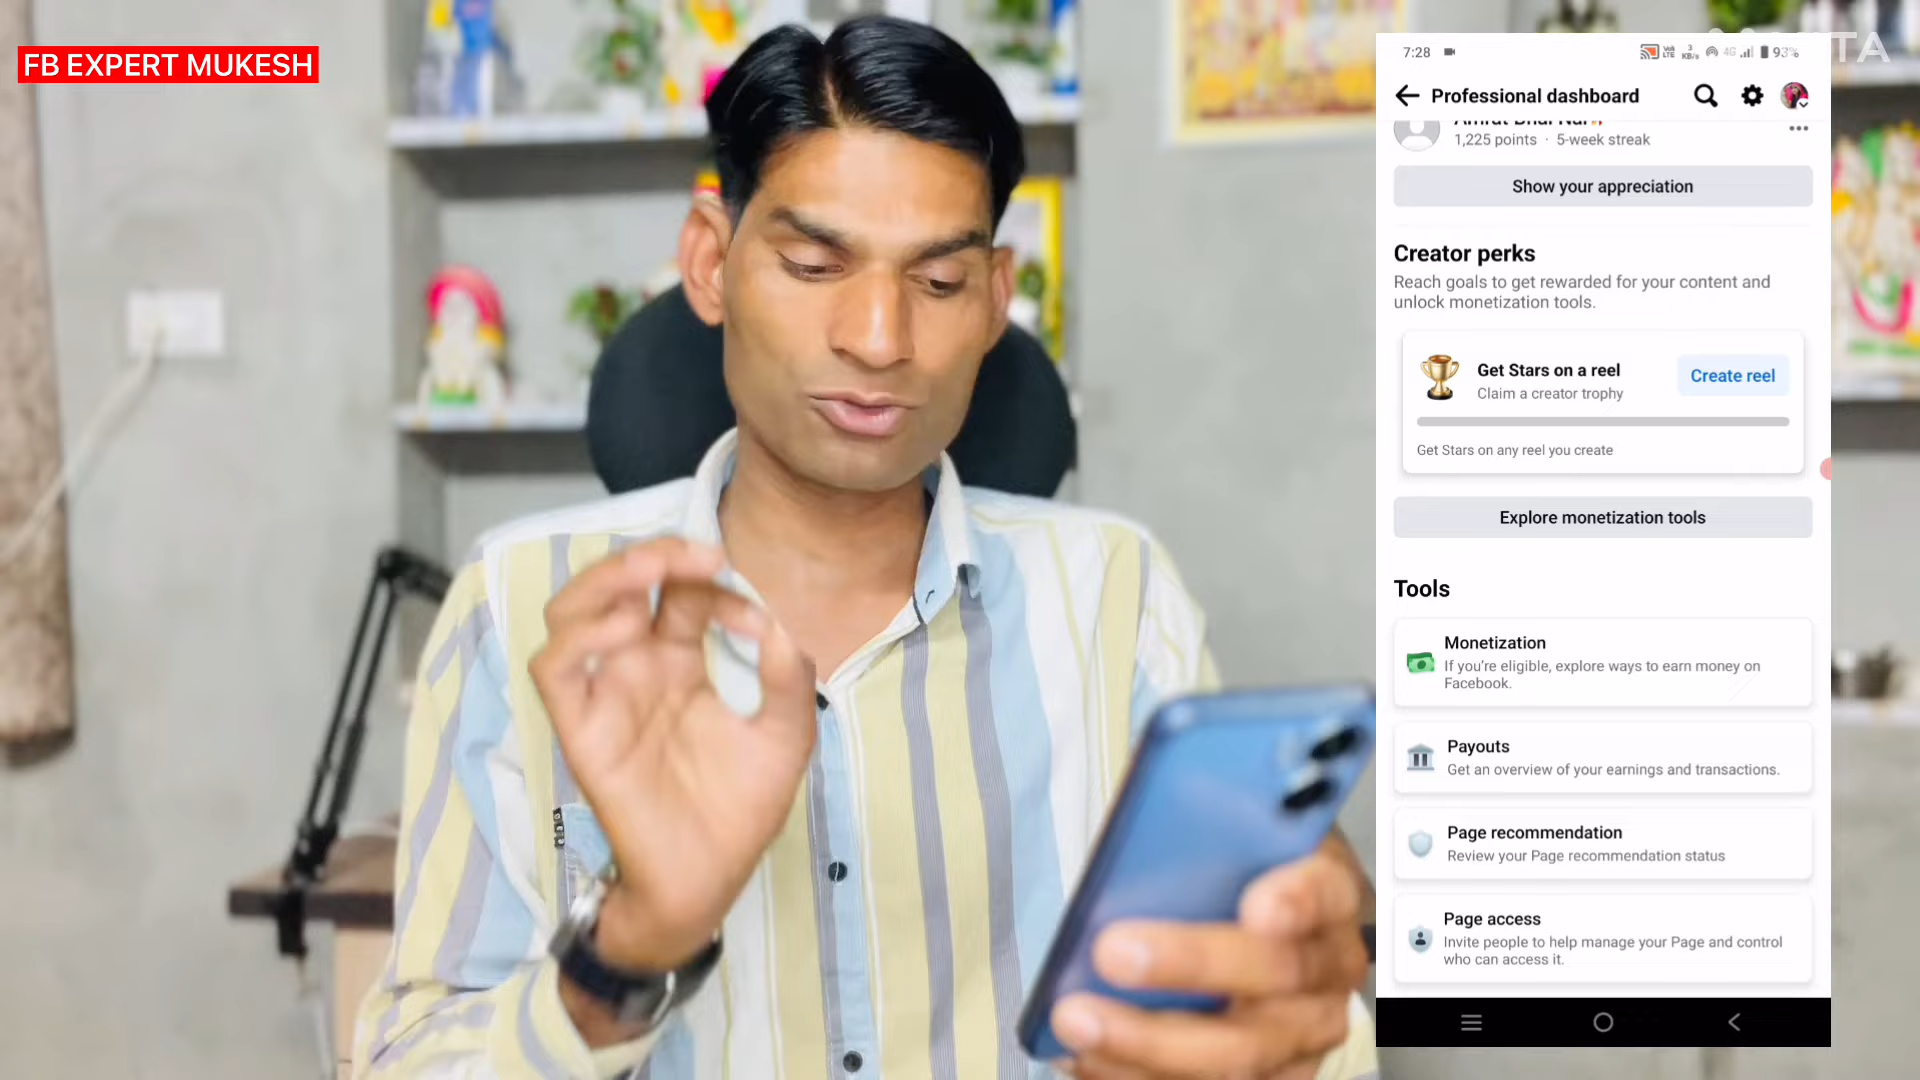 FB EXPERT MUKESH
7:28
4G
93%
Professional dashboard
1,225 points · 5-week streak
Show your appreciation
Creator perks
Reach goals to get rewarded for your content and
unlock monetization tools.
Get Stars on a reel
Claim a creator trophy
Create reel
Get Stars on any reel you create
Explore monetization tools
Tools
Monetization
If you're eligible, explore ways to earn money on
Facebook.
Payouts
Get an overview of your earnings and transactions.
Page recommendation
Review your Page recommendation status
Page access
Invite people to help manage your Page and control
who can access it.